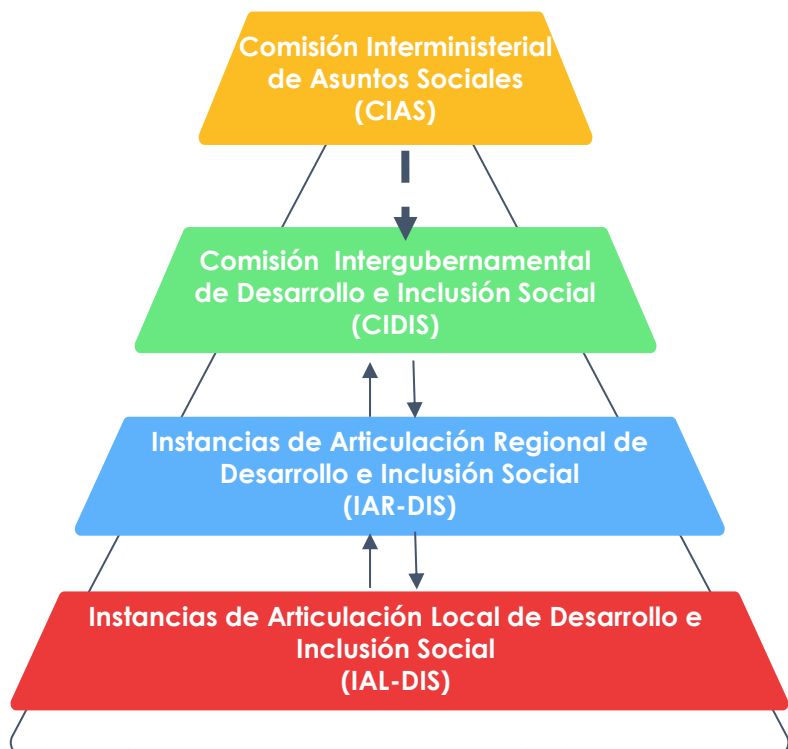 Comisión Interministerial
de Asuntos Sociales
(CIAS)
Comisión Intergubernamental
de Desarrollo e Inclusión Social
(CIDIS)
Instancias de Articulación Regional de
Desarrollo e Inclusión Social
(IAR-DIS)
Instancias de Articulación Local de Desarrollo e
Inclusión Social
(IAL-DIS)